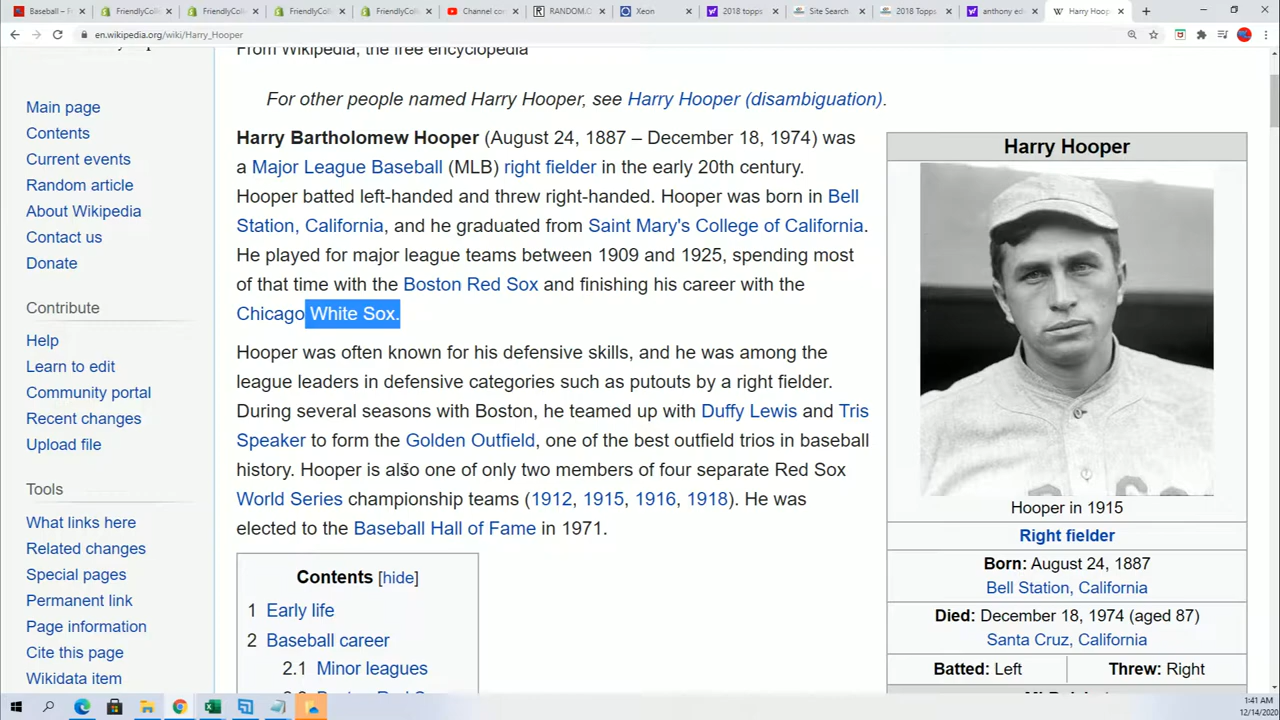 Baseball – F
FriendlyColl
FriendlyColl
FriendlyColl
FriendlyColl
Channel con
RANDOM.O
Xeon
2018 topps
Site Search
2018 Topps
anthony ed
Harry Hoop
en.wikipedia.org/wiki/Harry_Hooper
From Wikipedia, the free encyclopedia
For other people named Harry Hooper, see Harry Hooper (disambiguation).
Main page
Contents
Current events
Random article
About Wikipedia
Contact us
Donate
Contribute
Help
Learn to edit
Community portal
Recent changes
Upload file
Tools
What links here
Related changes
Special pages
Permanent link
Page information
Cite this page
Wikidata item
Harry Bartholomew Hooper (August 24, 1887 – December 18, 1974) was
a Major League Baseball (MLB) right fielder in the early 20th century.
Hooper batted left-handed and threw right-handed. Hooper was born in Bell
Station, California, and he graduated from Saint Mary's College of California.
He played for major league teams between 1909 and 1925, spending most
of that time with the Boston Red Sox and finishing his career with the
Chicago White Sox.
Hooper was often known for his defensive skills, and he was among the
league leaders in defensive categories such as putouts by a right fielder.
During several seasons with Boston, he teamed up with Duffy Lewis and Tris
Speaker to form the Golden Outfield, one of the best outfield trios in baseball
history. Hooper is also one of only two members of four separate Red Sox
World Series championship teams (1912, 1915, 1916, 1918). He was
elected to the Baseball Hall of Fame in 1971.
Contents [hide]
1 Early life
2 Baseball career
2.1 Minor leagues
Harry Hooper
Hooper in 1915
Right fielder
Born: August 24, 1887
Bell Station, California
Died: December 18, 1974 (aged 87)
Santa Cruz, California
Batted: Left Threw: Right
1:41 AM
12/14/2020